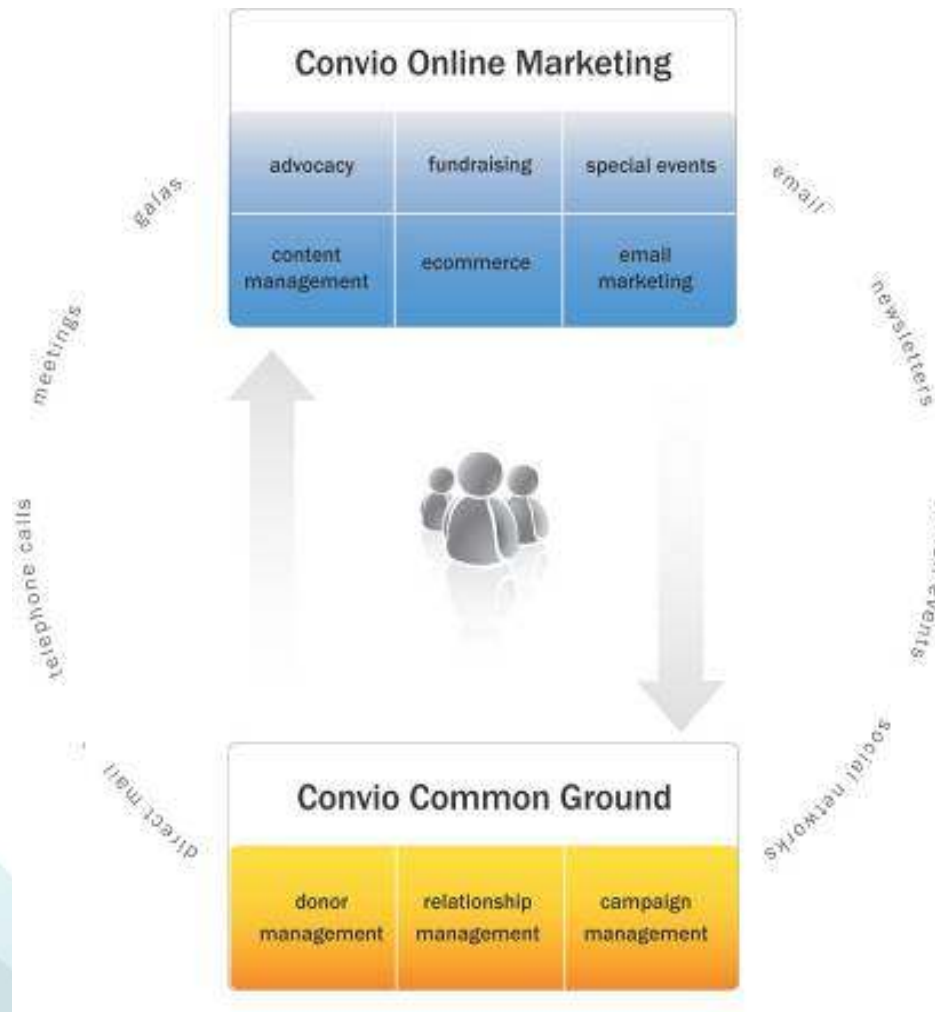 Convio Online Marketing
advocacy
fundraising
special events
content
management
ecommerce
email
marketing
galas
email
meetings
newsletters
telephone calls
events
direct mail
social networks
Convio Common Ground
donor
management
relationship
management
campaign
management